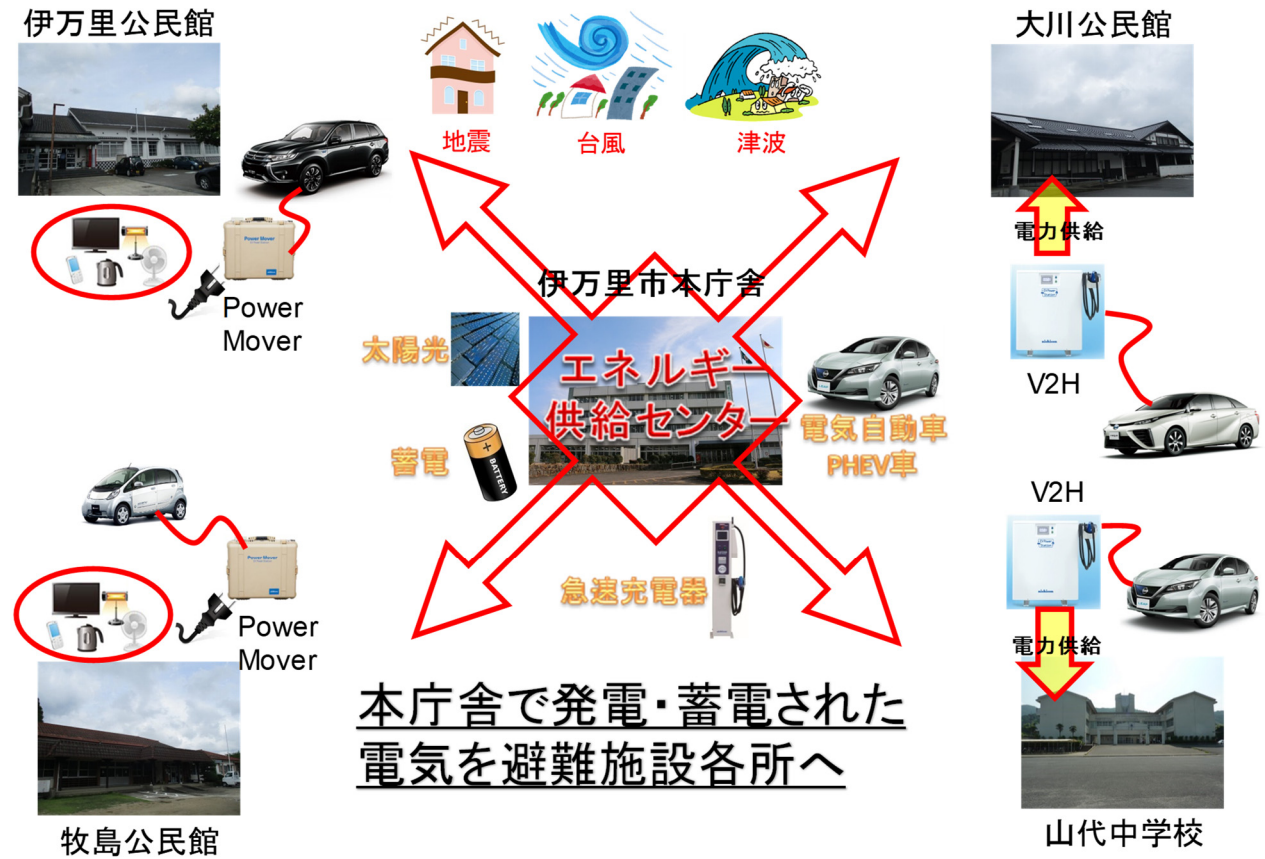 伊万里公民館
大川公民館
地震
台風
津波
電力供給
Power Mover
Power
Mover
伊万里市本庁舎
太陽光
エネルギー
供給センター
V2H
電気自動車
PHEV車
蓄電
BATTERY
V2H
Power Mover
急速充電器
電力供給
Power
Mover
本庁舎で発電・蓄電された
電気を避難施設各所へ
牧島公民館
山代中学校